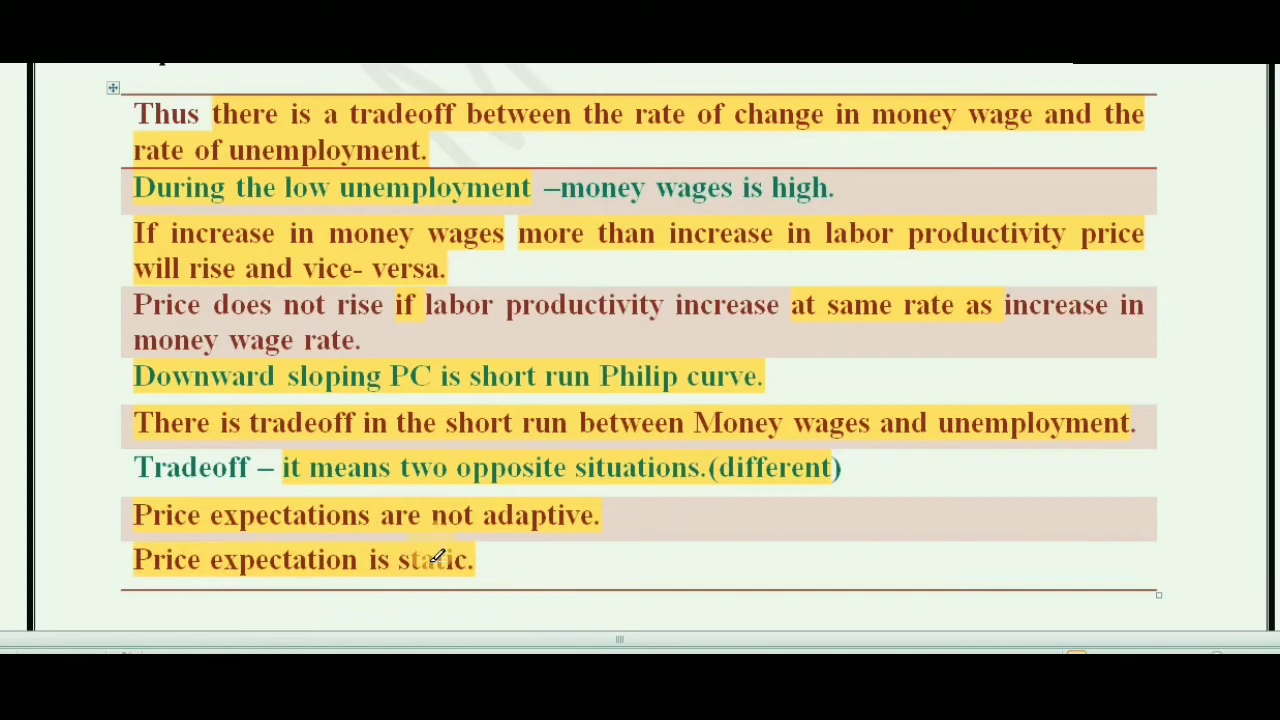 Thus there is a tradeoff between the rate of change in money wage and the
rate of unemployment.
During the low unemployment –money wages is high.
If increase in money wages more than increase in labor productivity price
will rise and vice- versa.
Price does not rise if labor productivity increase at same rate as increase in
money wage rate.
Downward sloping PC is short run Philip curve.
There is tradeoff in the short run between Money wages and unemployment.
Tradeoff – it means two opposite situations.(different)
Price expectations are not adaptive.
Price expectation is static.